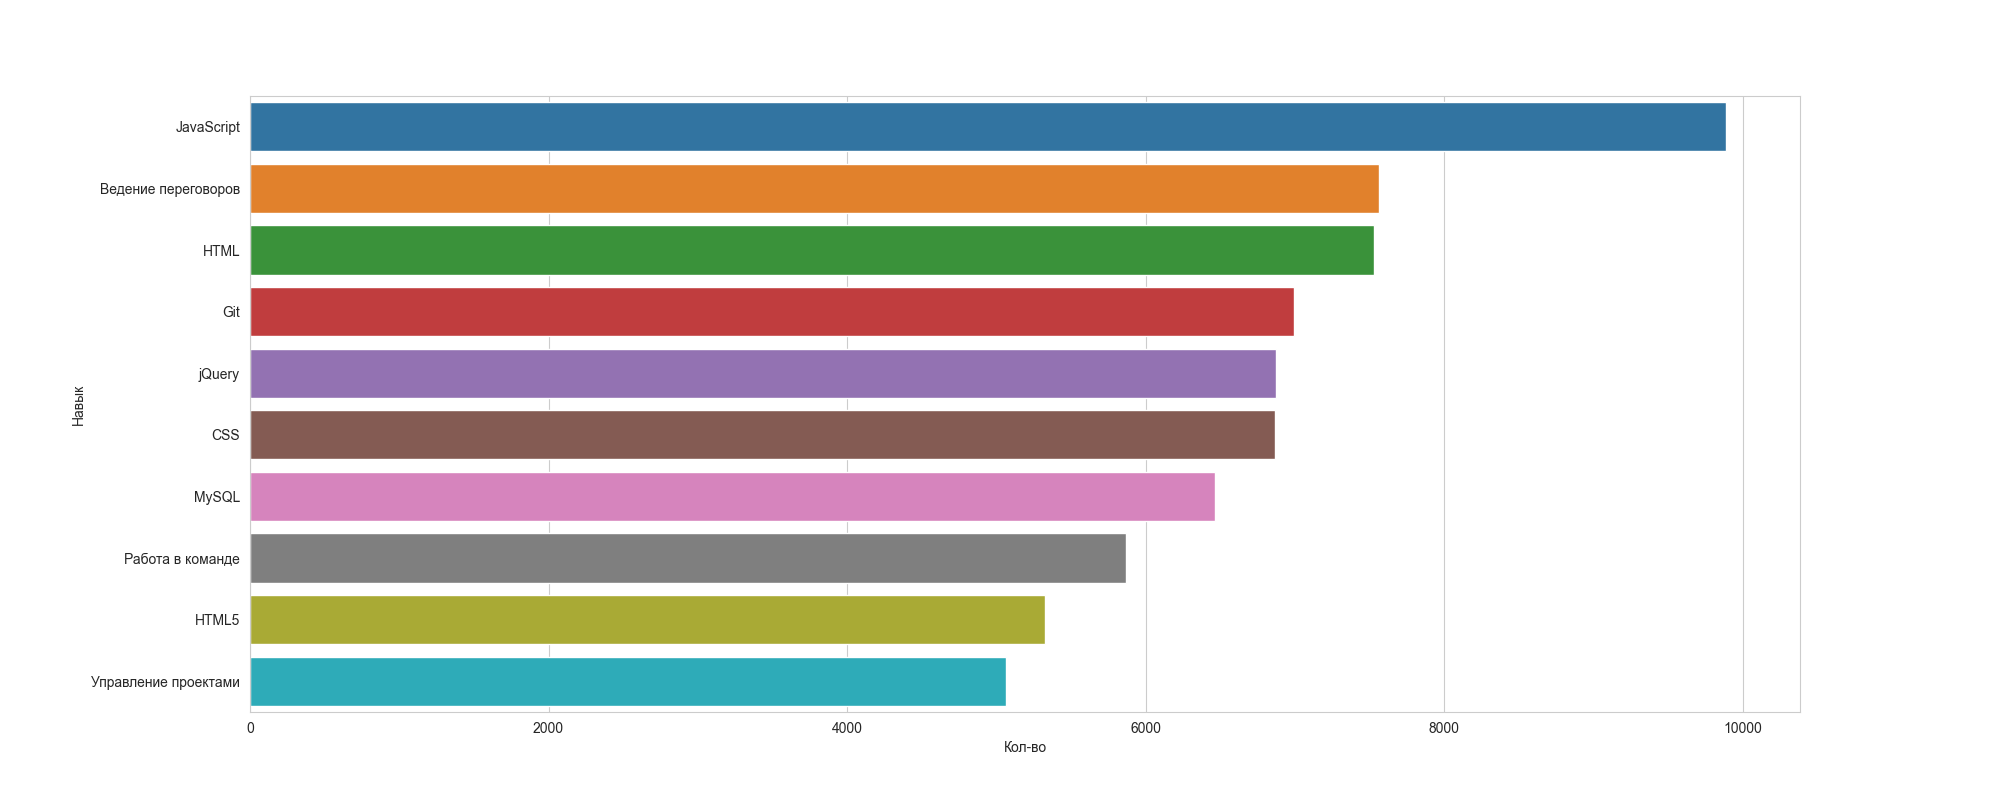 JavaScript
Ведение переговоров
HTML
Git
jQuery
CSS
MySQL
Работа в команде
HTML5
Управление проектами
Навык
0 2000 4000 6000 8000 10000
Кол-во